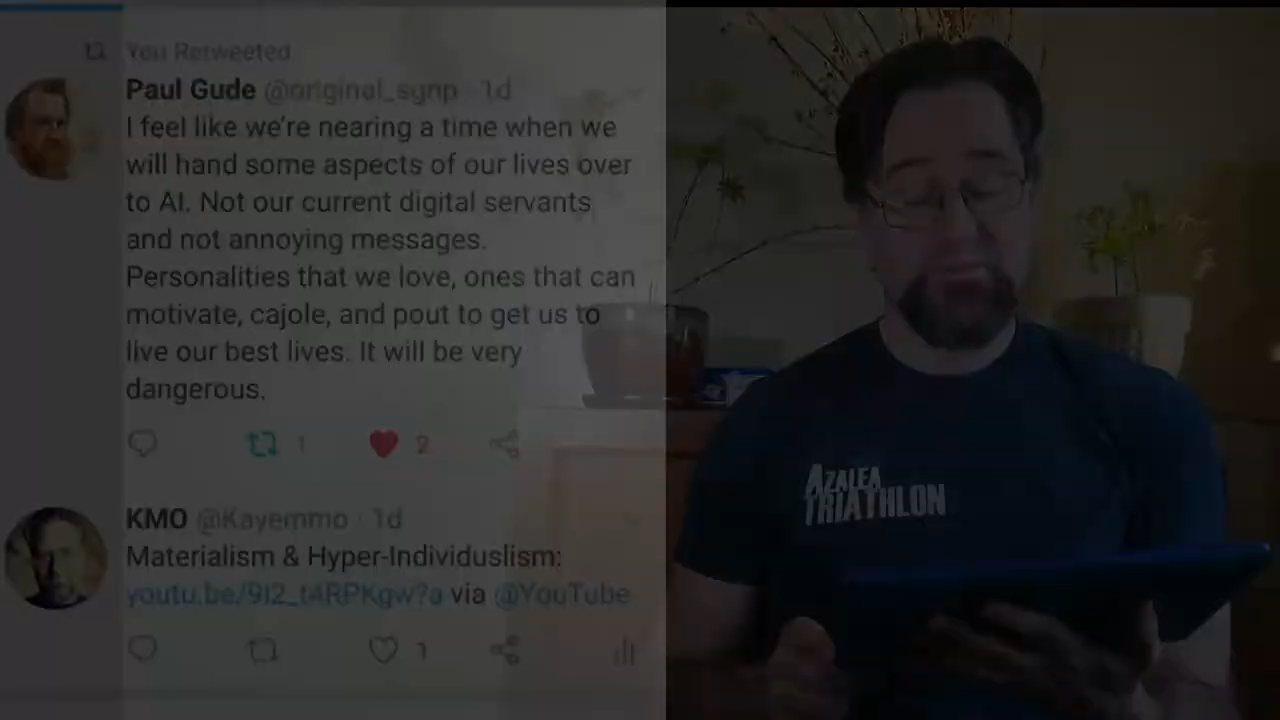 You Retweeted
Paul Gude @original_sgnp · 1d
I feel like we're nearing a time when we
will hand some aspects of our lives over
to AI. Not our current digital servants
and not annoying messages.
Personalities that we love, ones that can
motivate, cajole, and pout to get us to
live our best lives. It will be very
dangerous.
1 2
KMO @Kayemmo · 1d
Materialism & Hyper-Individuslism:
youtu.be/9I2_t4RPKgw?a via @YouTube
1
AZALEA
TRIATHLON